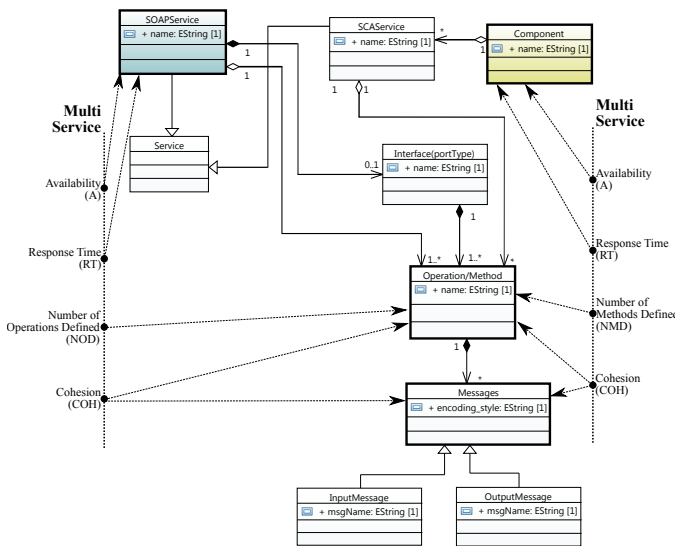 SOAPService
+ name: EString [1]
SCAService
+ name: EString [1]
Component
+ name: EString [1]
1
1
*
1
1
1
Multi
Service
Multi
Service
Service
Interface(portType)
+ name: EString [1]
0..1
1
Availability
(A)
Availability
(A)
Response Time
(RT)
Response Time
(RT)
1..*
1..*
*
Operation/Method
+ name: EString [1]
Number of
Operations Defined
(NOD)
Number of
Methods Defined
(NMD)
1
*
Cohesion
(COH)
Cohesion
(COH)
Messages
+ encoding_style: EString [1]
InputMessage
+ msgName: EString [1]
OutputMessage
+ msgName: EString [1]